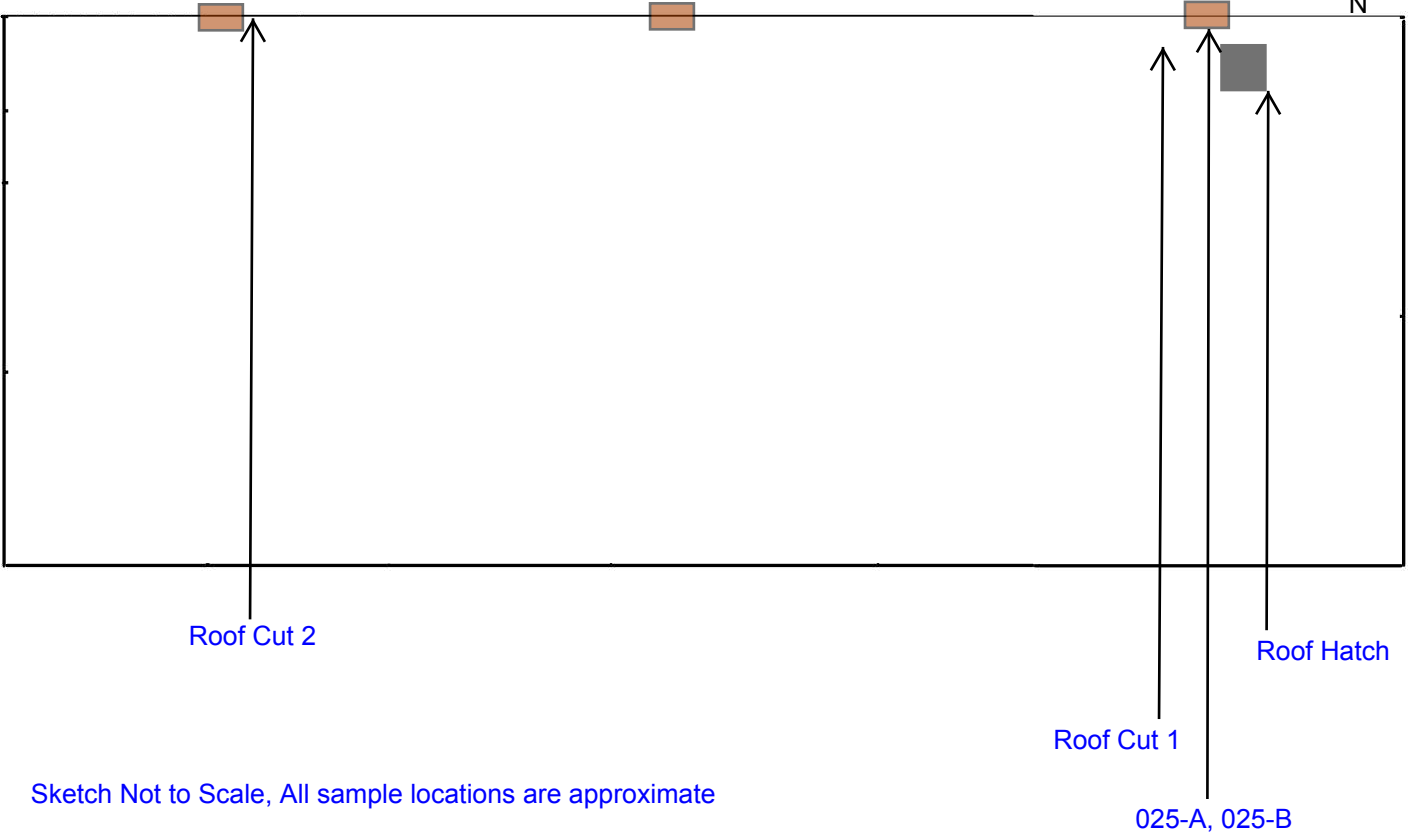 N
Roof Cut 2
Roof Hatch
Roof Cut 1
Sketch Not to Scale, All sample locations are approximate
025-A, 025-B